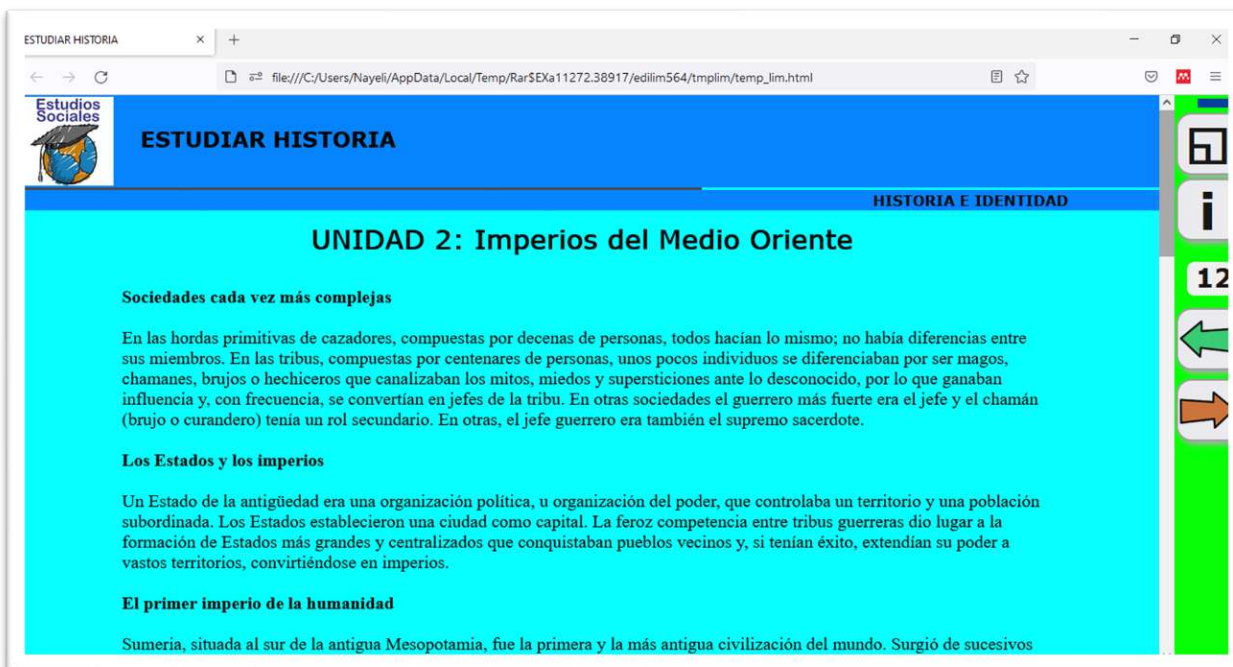 ESTUDIAR HISTORIA
file:///C:/Users/Nayeli/AppData/Local/Temp/Rar$EXa11272.38917/edilim564/tmplim/temp_lim.html
Estudios
Sociales
ESTUDIAR HISTORIA
HISTORIA E IDENTIDAD
UNIDAD 2: Imperios del Medio Oriente
i
12
Sociedades cada vez más complejas
En las hordas primitivas de cazadores, compuestas por decenas de personas, todos hacían lo mismo; no había diferencias entre
sus miembros. En las tribus, compuestas por centenares de personas, unos pocos individuos se diferenciaban por ser magos,
chamanes, brujos o hechiceros que canalizaban los mitos, miedos y supersticiones ante lo desconocido, por lo que ganaban
influencia y, con frecuencia, se convertían en jefes de la tribu. En otras sociedades el guerrero más fuerte era el jefe y el chamán
(brujo o curandero) tenía un rol secundario. En otras, el jefe guerrero era también el supremo sacerdote.
Los Estados y los imperios
Un Estado de la antigüedad era una organización política, u organización del poder, que controlaba un territorio y una población
subordinada. Los Estados establecieron una ciudad como capital. La feroz competencia entre tribus guerreras dio lugar a la
formación de Estados más grandes y centralizados que conquistaban pueblos vecinos y, si tenían éxito, extendían su poder a
vastos territorios, convirtiéndose en imperios.
El primer imperio de la humanidad
Sumeria, situada al sur de la antigua Mesopotamia, fue la primera y la más antigua civilización del mundo. Surgió de sucesivos